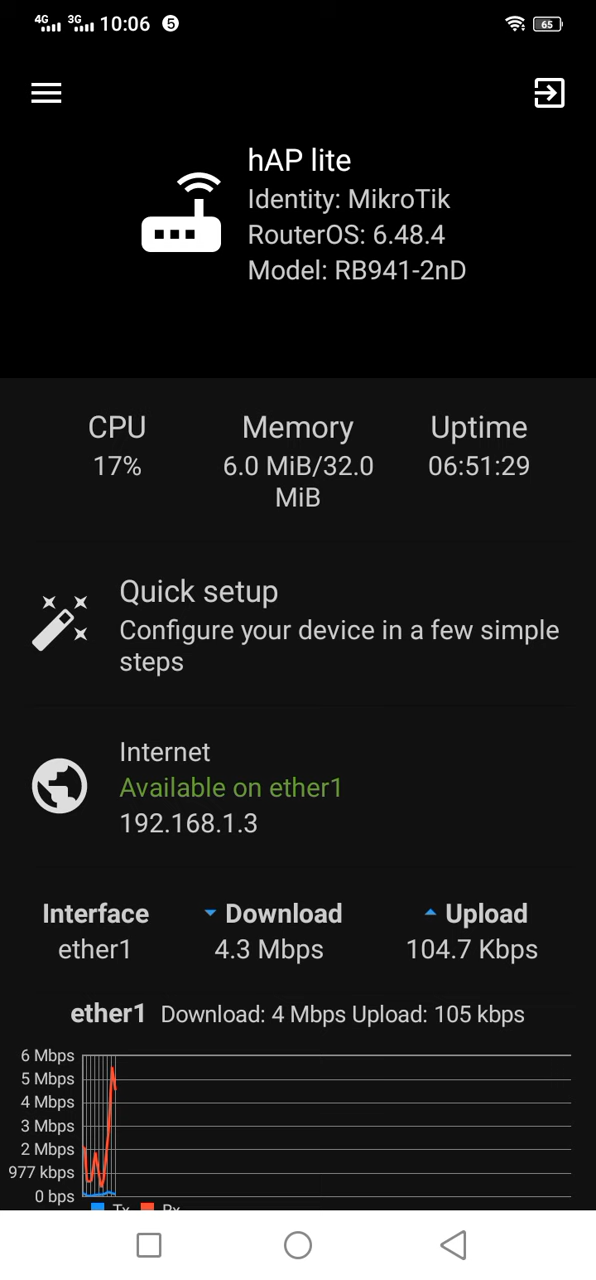 4G 3G 10:06 5 65
hAP lite
Identity: MikroTik
RouterOS: 6.48.4
Model: RB941-2nD
CPU Memory Uptime
17% 6.0 MiB/32.0 06:51:29
MiB
Quick setup
Configure your device in a few simple
steps
Internet
Available on ether1
192.168.1.3
Interface Download Upload
ether1 4.3 Mbps 104.7 Kbps
ether1 Download: 4 Mbps Upload: 105 kbps
6 Mbps
5 Mbps
4 Mbps
3 Mbps
2 Mbps
977 kbps
0 bps
Tx Rx